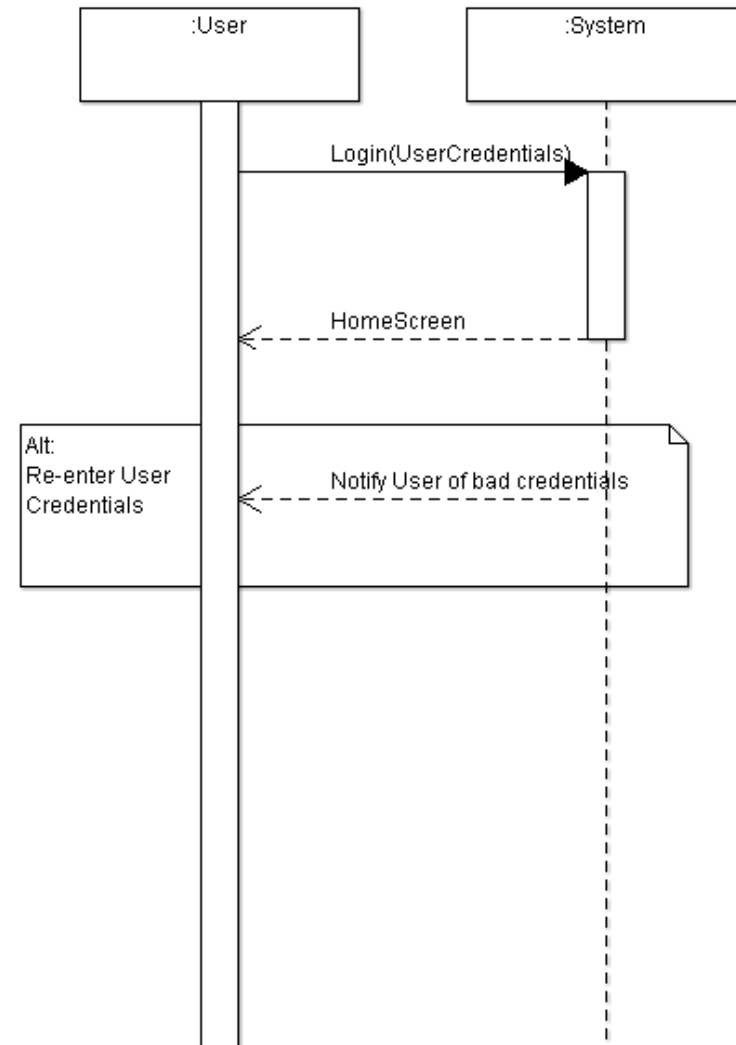 :User
:System
Login(UserCredentials)
HomeScreen
Alt:
Re-enter User
Credentials
Notify User of bad credentials